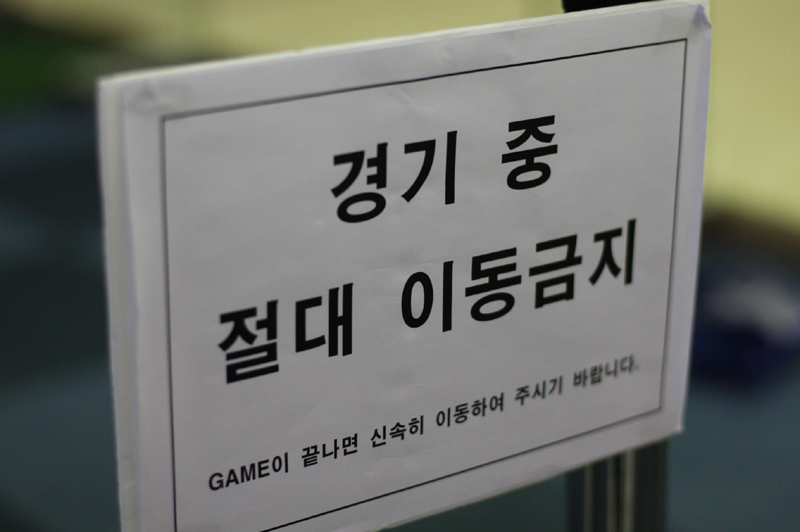 경기 중
절대 이동금지
GAME이 끝나면 신속히 이동하여 주시기 바랍니다.